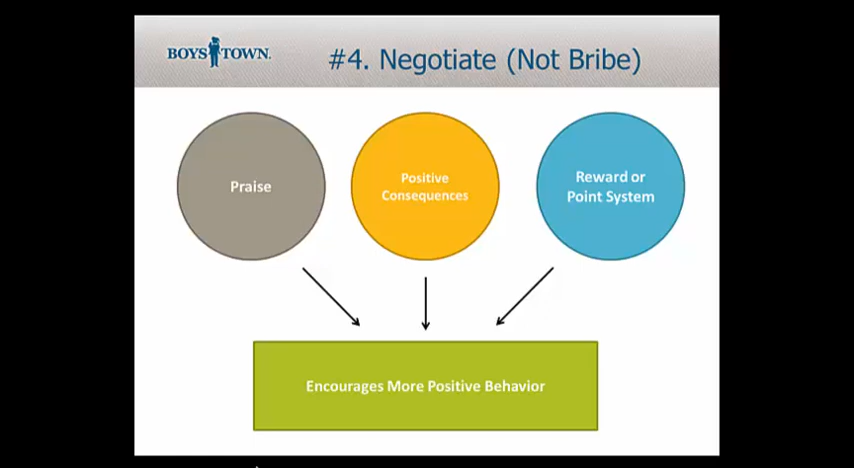 BOYS TOWN.
#4. Negotiate (Not Bribe)
Praise
Positive
Consequences
Reward or
Point System
Encourages More Positive Behavior